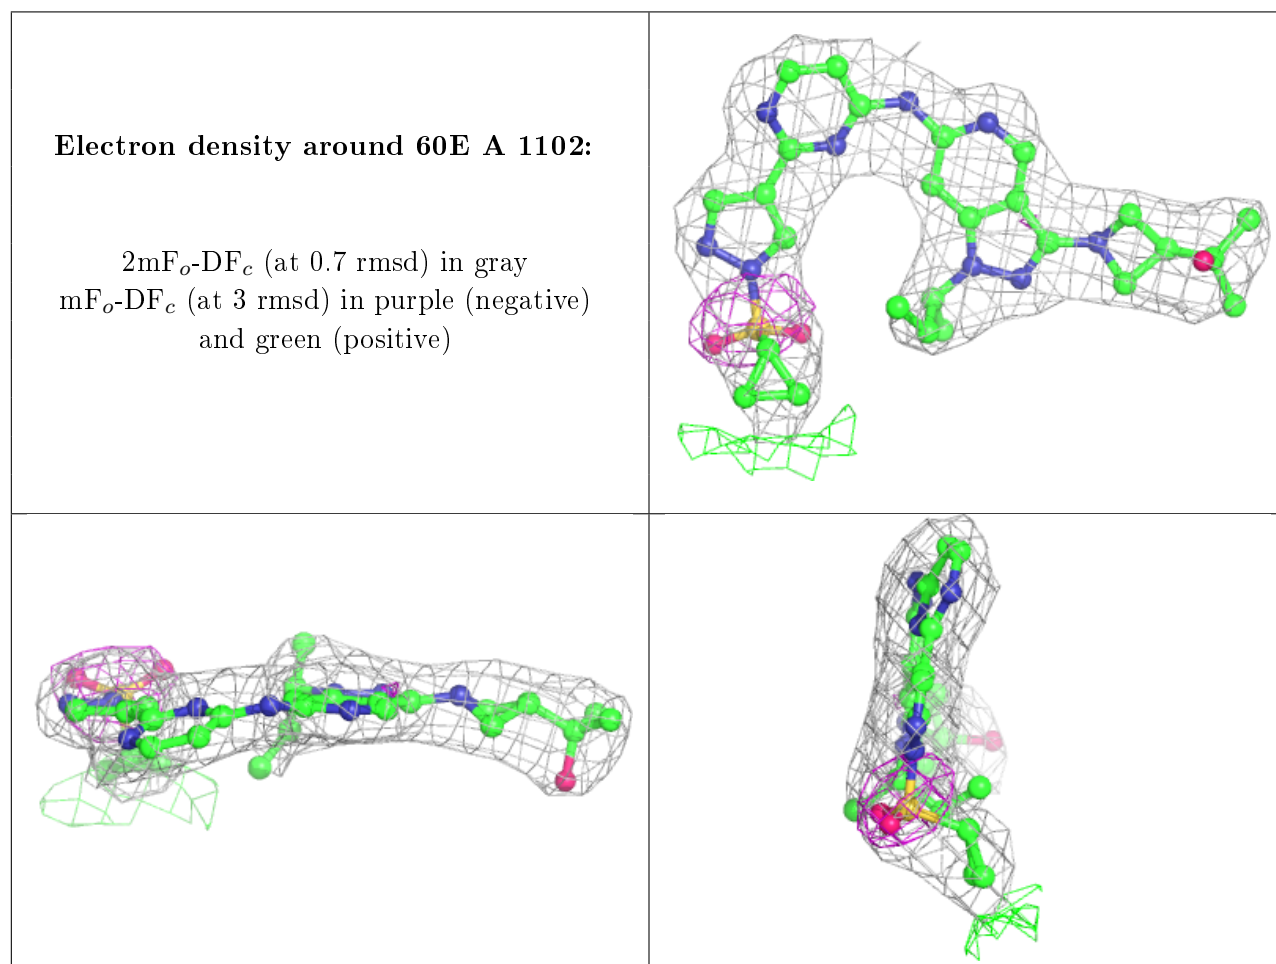 Electron density around 60E A 1102:
2mFo-DFc (at 0.7 rmsd) in gray
mFo-DFc (at 3 rmsd) in purple (negative)
and green (positive)